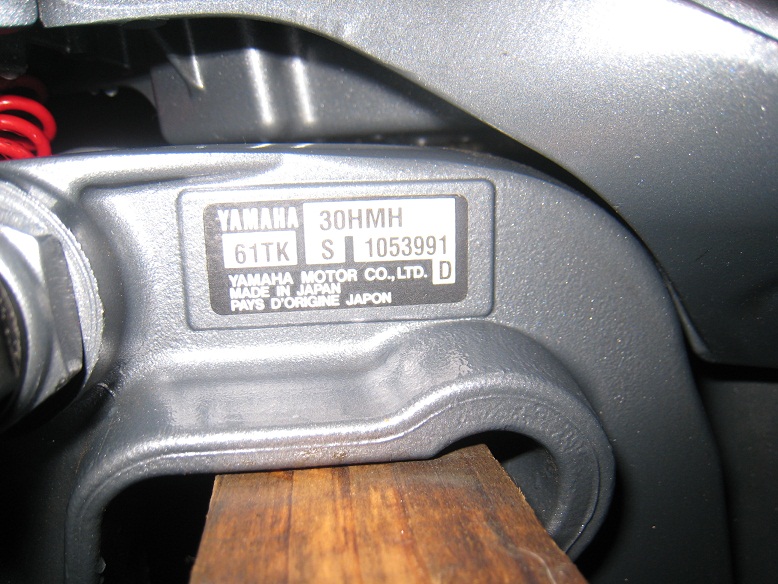 YAMAHA 30HMH
61TK S 1053991
YAMAHA MOTOR CO.,LTD. D
MADE IN JAPAN
PAYS D'ORIGINE JAPON